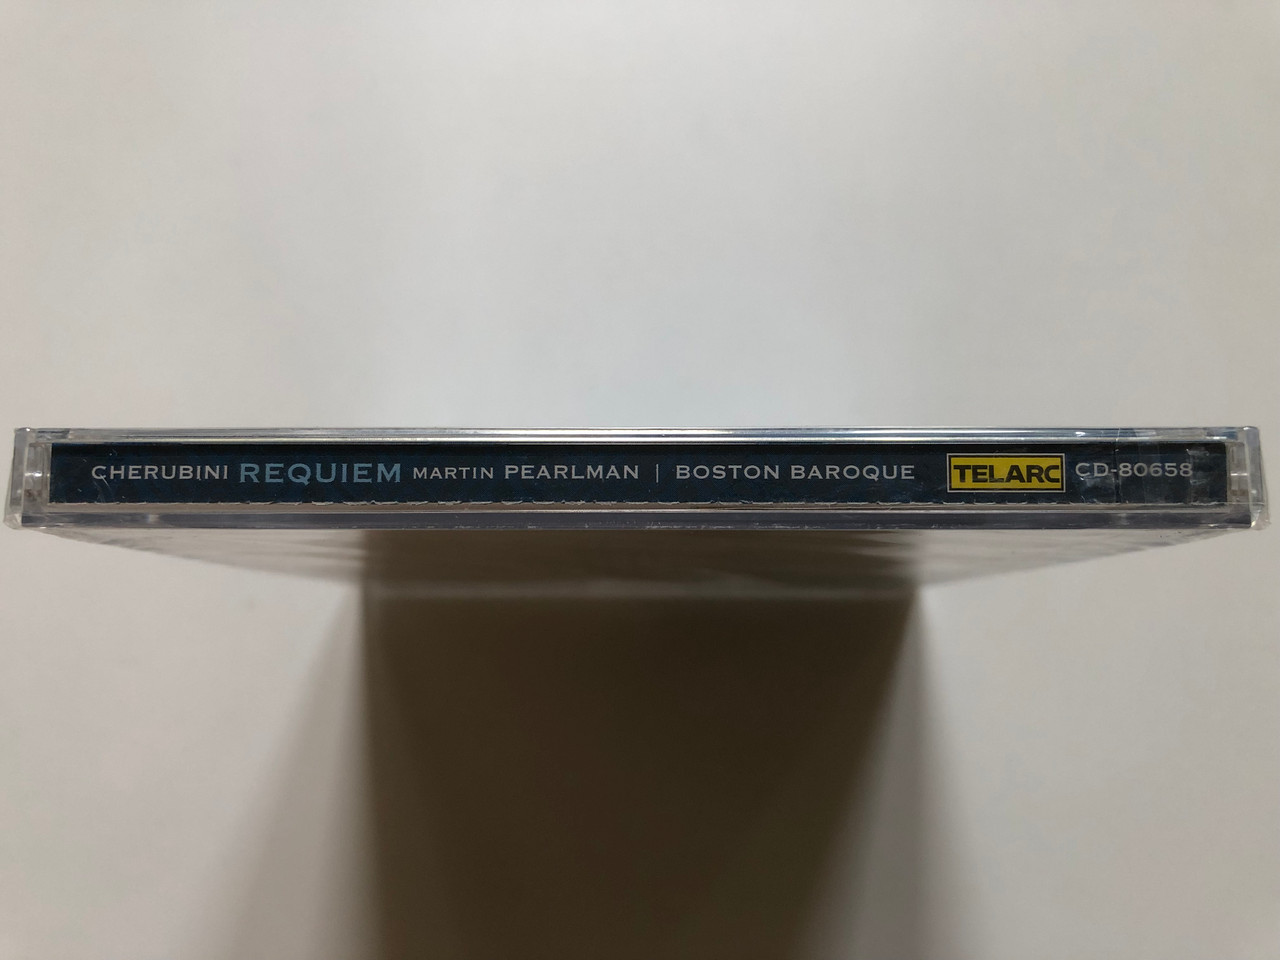 CHERUBINI REQUIEM MARTIN PEARLMAN | BOSTON BAROQUE TELARC CD-80658